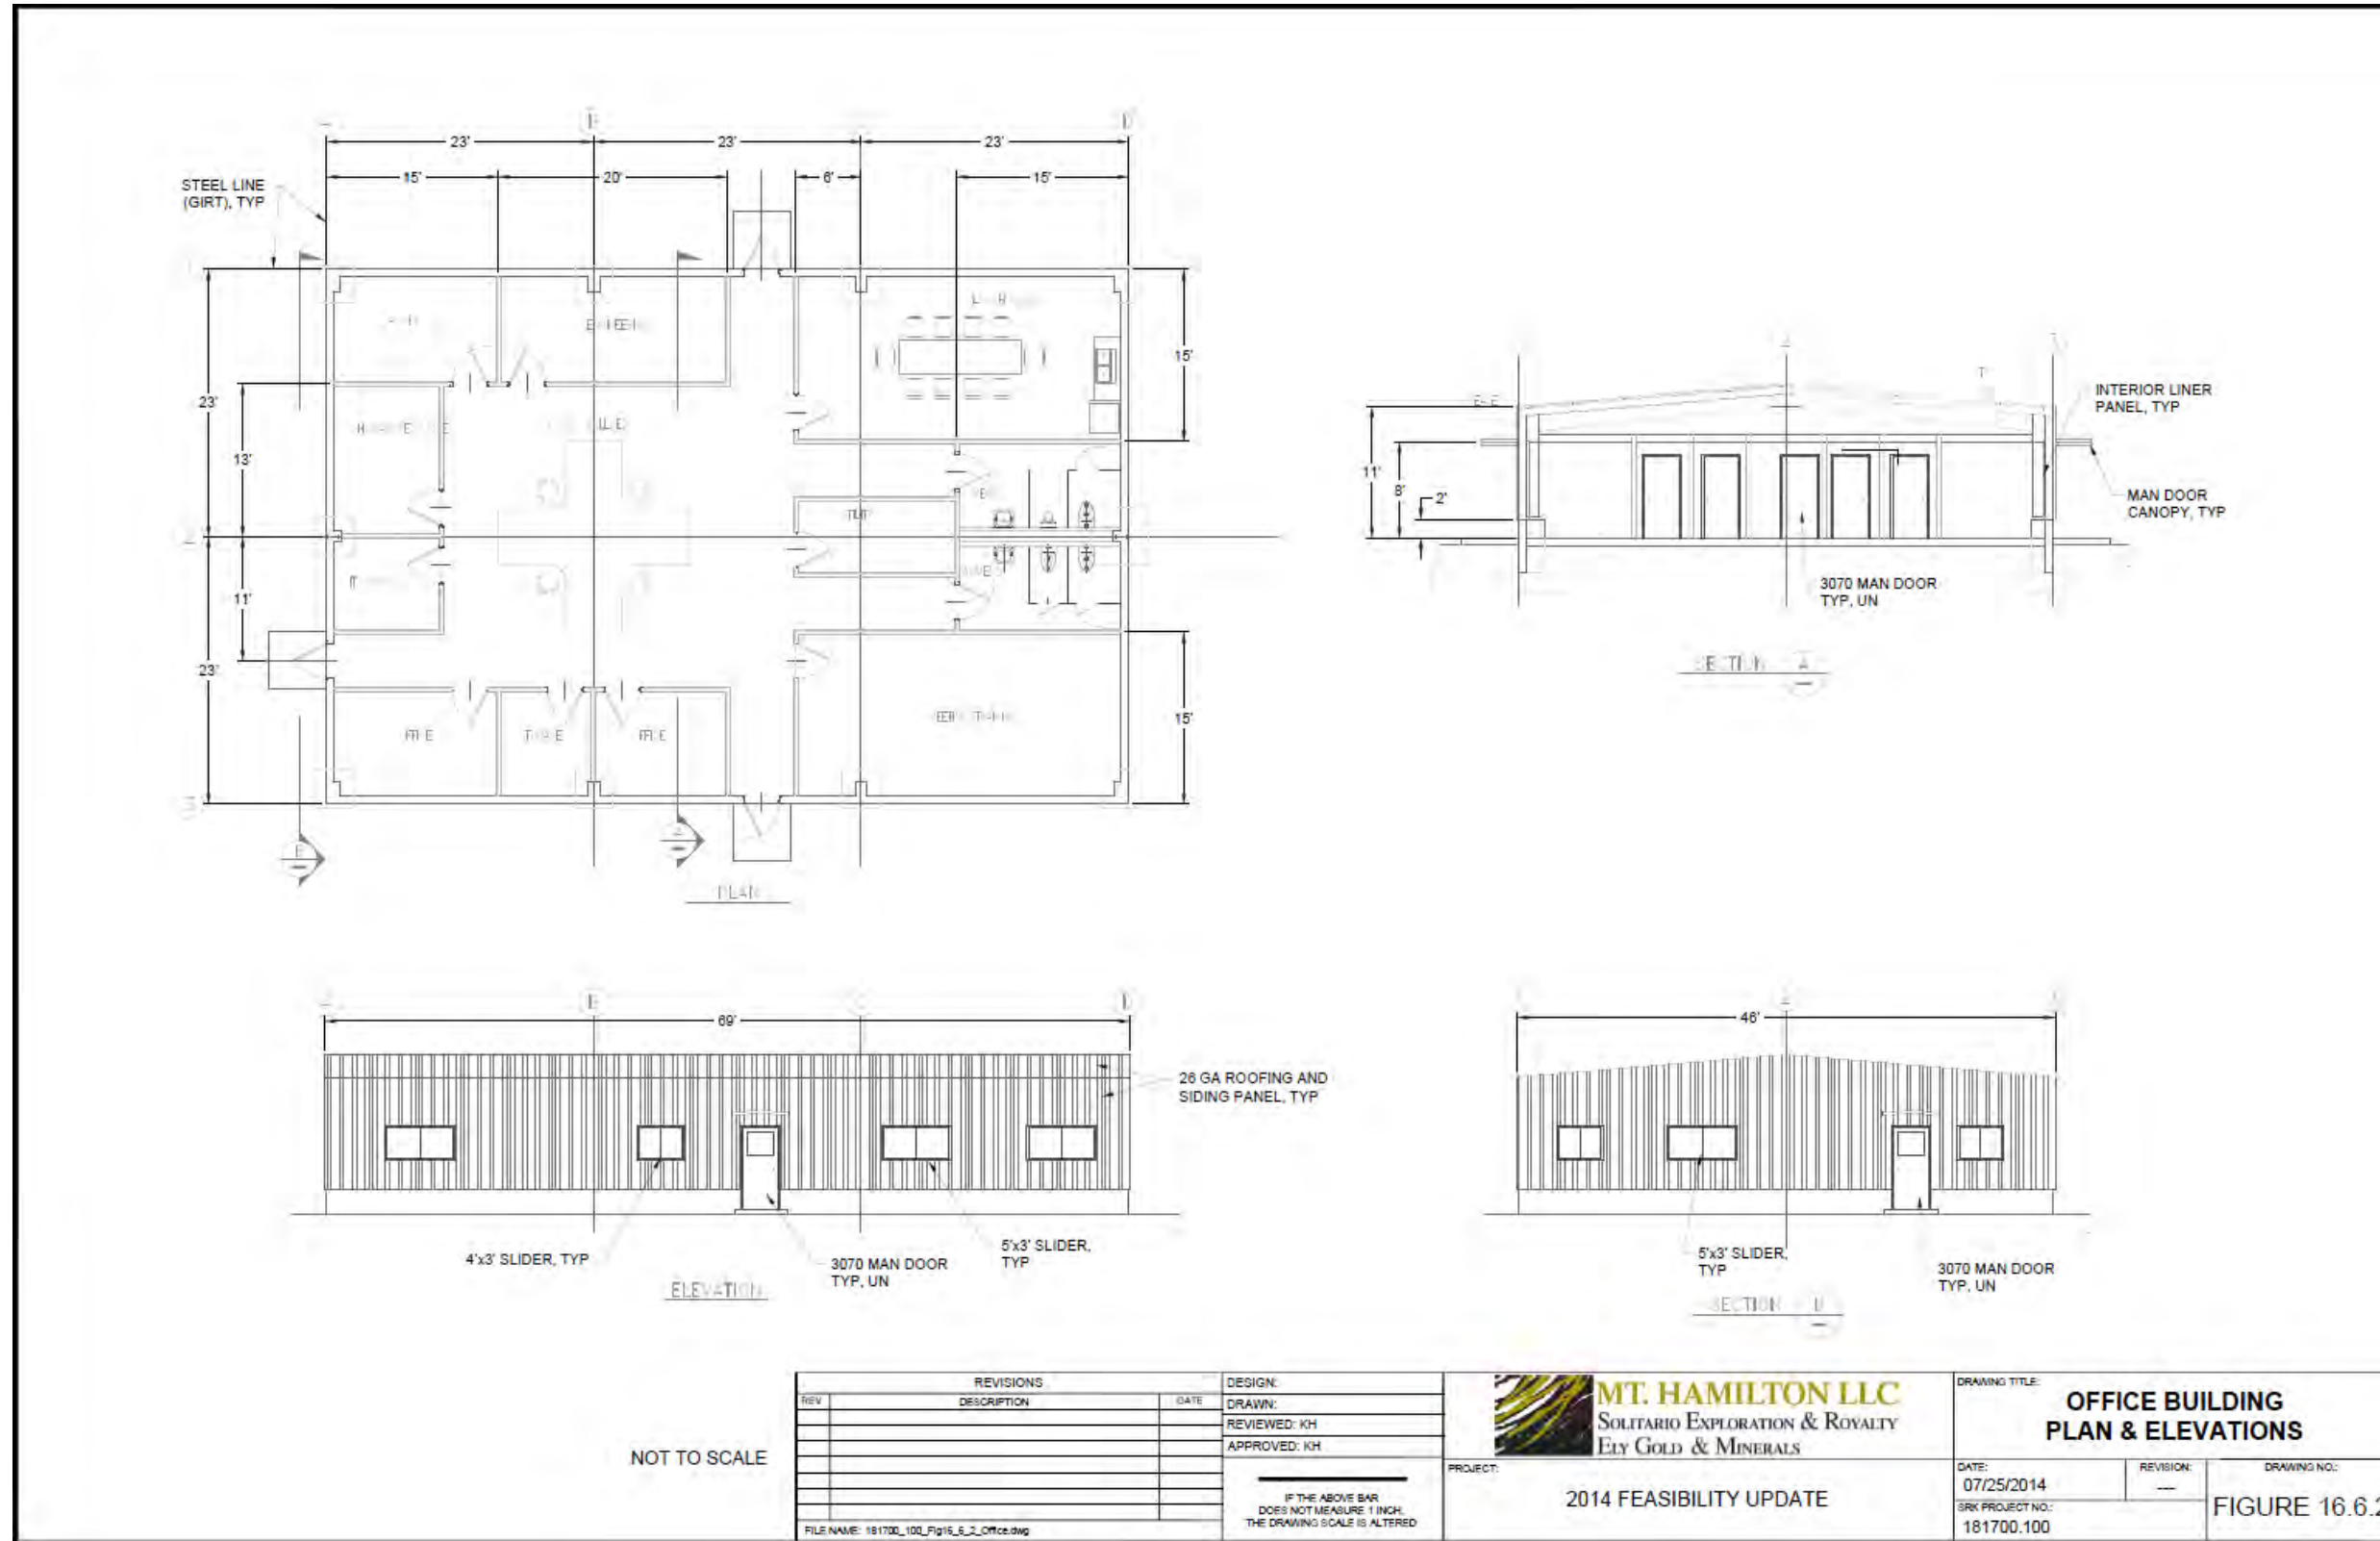 23'
23'
23'
15'
20'
6'
15'
STEEL LINE
(GIRT), TYP
23'
13'
11'
23'
15'
15'
PLAN
11'
8'
2'
INTERIOR LINER
PANEL, TYP
MAN DOOR
CANOPY, TYP
3070 MAN DOOR
TYP, UN
69'
26 GA ROOFING AND
SIDING PANEL, TYP
4'x3' SLIDER, TYP
3070 MAN DOOR
TYP, UN
5'x3' SLIDER,
TYP
ELEVATION
46'
5'x3' SLIDER,
TYP
3070 MAN DOOR
TYP, UN
SECTION
NOT TO SCALE
REVISIONS
REV DESCRIPTION DATE
FILE NAME: 181700_100_Fig16_6_2_Office.dwg
DESIGN:
DRAWN:
REVIEWED: KH
APPROVED: KH
IF THE ABOVE BAR
DOES NOT MEASURE 1 INCH,
THE DRAWING SCALE IS ALTERED
MT. HAMILTON LLC
SOLITARIO EXPLORATION & ROYALTY
ELY GOLD & MINERALS
PROJECT:
2014 FEASIBILITY UPDATE
DRAWING TITLE:
OFFICE BUILDING
PLAN & ELEVATIONS
DATE:
07/25/2014
REVISION:
---
SRK PROJECT NO.:
181700.100
DRAWING NO.:
FIGURE 16.6.2